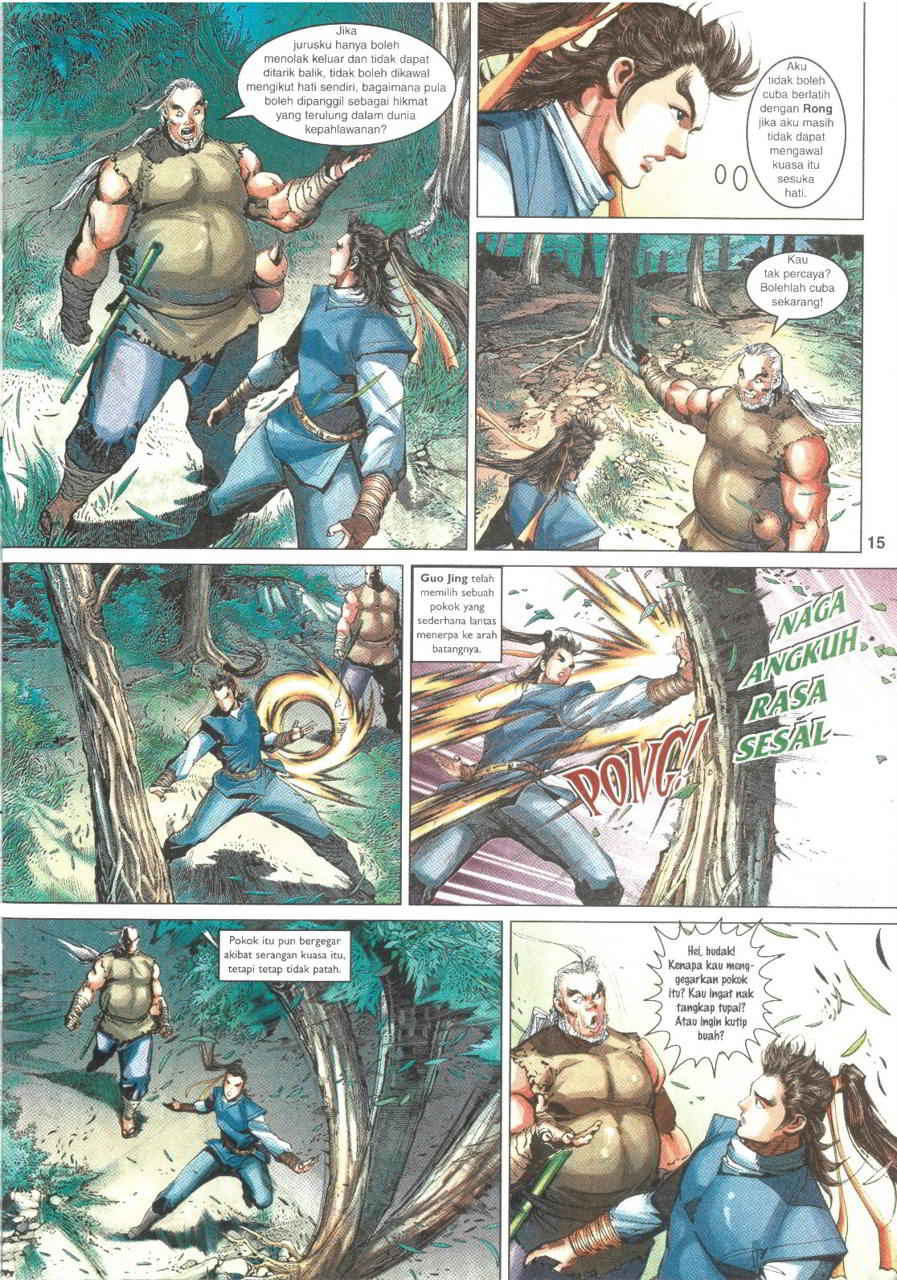 Jika
jurusku hanya boleh
menolak keluar dan tidak dapat
ditarik balik, tidak boleh dikawal
mengikut hati sendiri, bagaimana pula
boleh dipanggil sebagai hikmat
yang terulung dalam dunia
kepahlawanan?
Aku
tidak boleh
cuba berlatih
dengan Rong
jika aku masih
tidak dapat
mengawal
kuasa itu
sesuka
hati.
Kau
tak percaya?
Bolehlah cuba
sekarang!
15
Guo Jing telah
memilih sebuah
pokok yang
sederhana lantas
menerpa ke arah
batangnya.
NAGA
ANGKUH
RASA
SESAL
PONG!
Pokok itu pun bergegar
akibat serangan kuasa itu,
tetapi tetap tidak patah.
Hei, budak!
Kenapa kau meng-
gegarkan pokok
itu? Kau ingat nak
tangkap tupai?
Atau ingin kutip
buah?